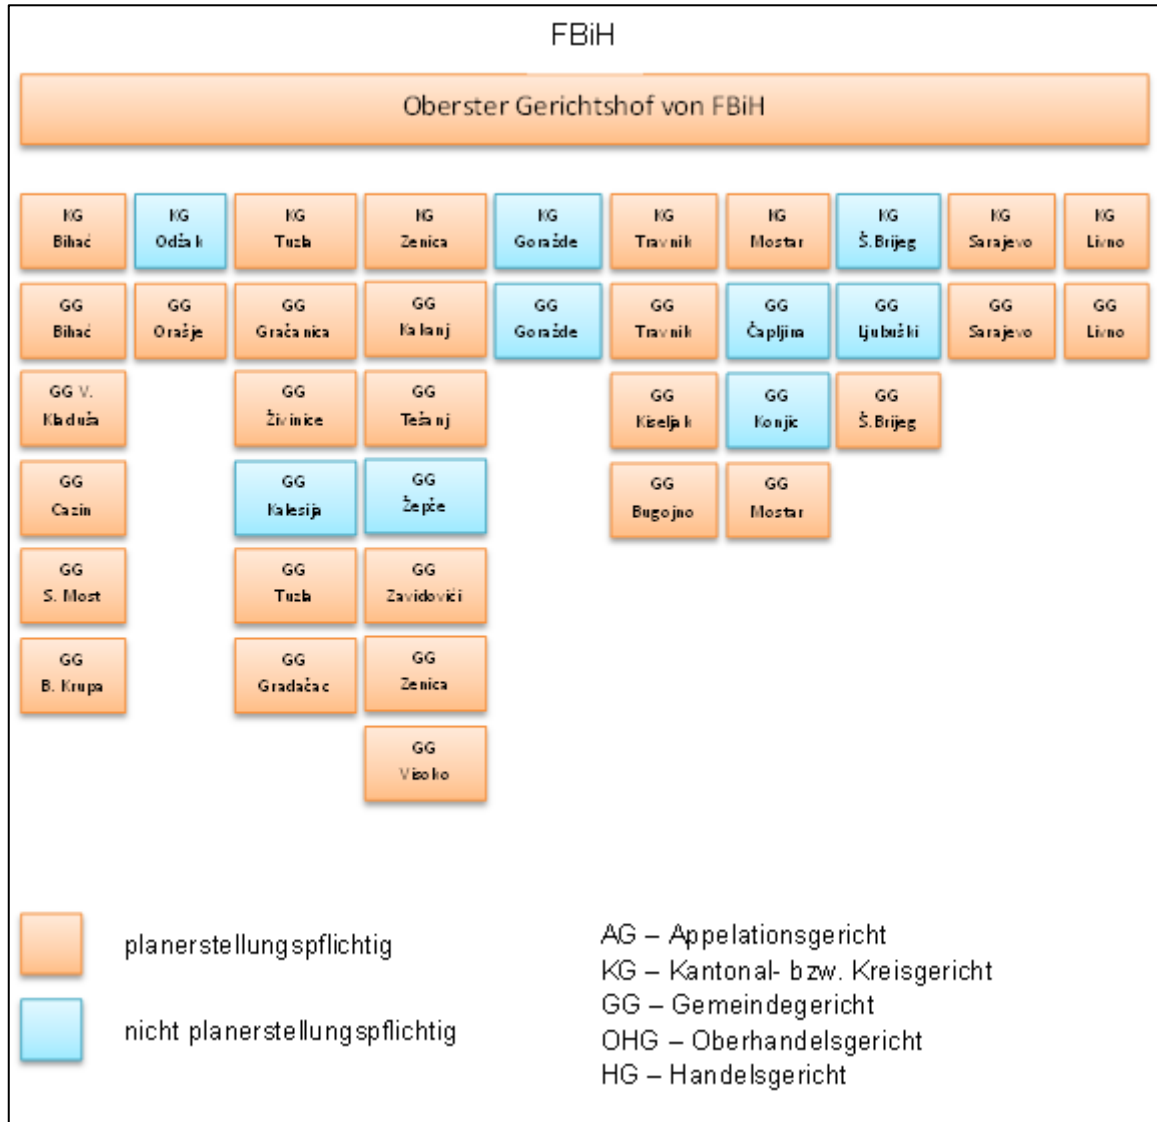 FBiH
Oberster Gerichtshof von FBiH
KG
Bihać
KG
Odžak
KG
Tuzla
KG
Zenica
KG
Goražde
KG
Travnik
KG
Mostar
KG
Š.Brijeg
KG
Sarajevo
KG
Livno
GG
Bihać
GG
Orašje
GG
Gračanica
GG
Kakanj
GG
Goražde
GG
Travnik
GG
Čapljina
GG
Ljubuški
GG
Sarajevo
GG
Livno
GG V.
Kladuša
GG
Živinice
GG
Tešanj
GG
Kiseljak
GG
Konjic
GG
Š.Brijeg
GG
Cazin
GG
Kalesija
GG
Žepče
GG
Bugojno
GG
Mostar
GG
S. Most
GG
Tuzla
GG
Zavidovići
GG
B. Krupa
GG
Gradačac
GG
Zenica
GG
Visoko
planerstellungspflichtig
nicht planerstellungspflichtig
AG – Appelationsgericht
KG – Kantonal- bzw. Kreisgericht
GG – Gemeindegericht
OHG – Oberhandelsgericht
HG – Handelsgericht